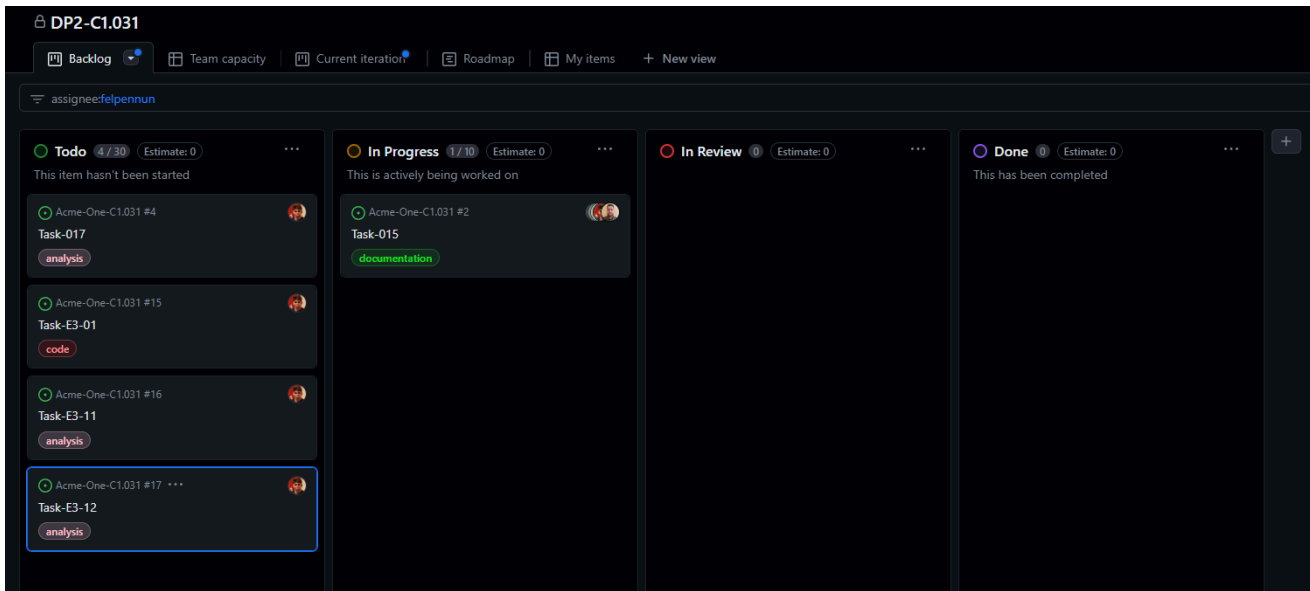 DP2-C1.031
Backlog Team capacity Current iteration Roadmap My items + New view
assignee:felpennun
Todo 4 / 30 Estimate: 0 ...
This item hasn't been started
Acme-One-C1.031 #4
Task-017
analysis
Acme-One-C1.031 #15
Task-E3-01
code
Acme-One-C1.031 #16
Task-E3-11
analysis
Acme-One-C1.031 #17 ...
Task-E3-12
analysis
In Progress 1 / 10 Estimate: 0 ...
This is actively being worked on
Acme-One-C1.031 #2
Task-015
documentation
In Review 0 Estimate: 0 ...
Done 0 Estimate: 0 ...
This has been completed
+